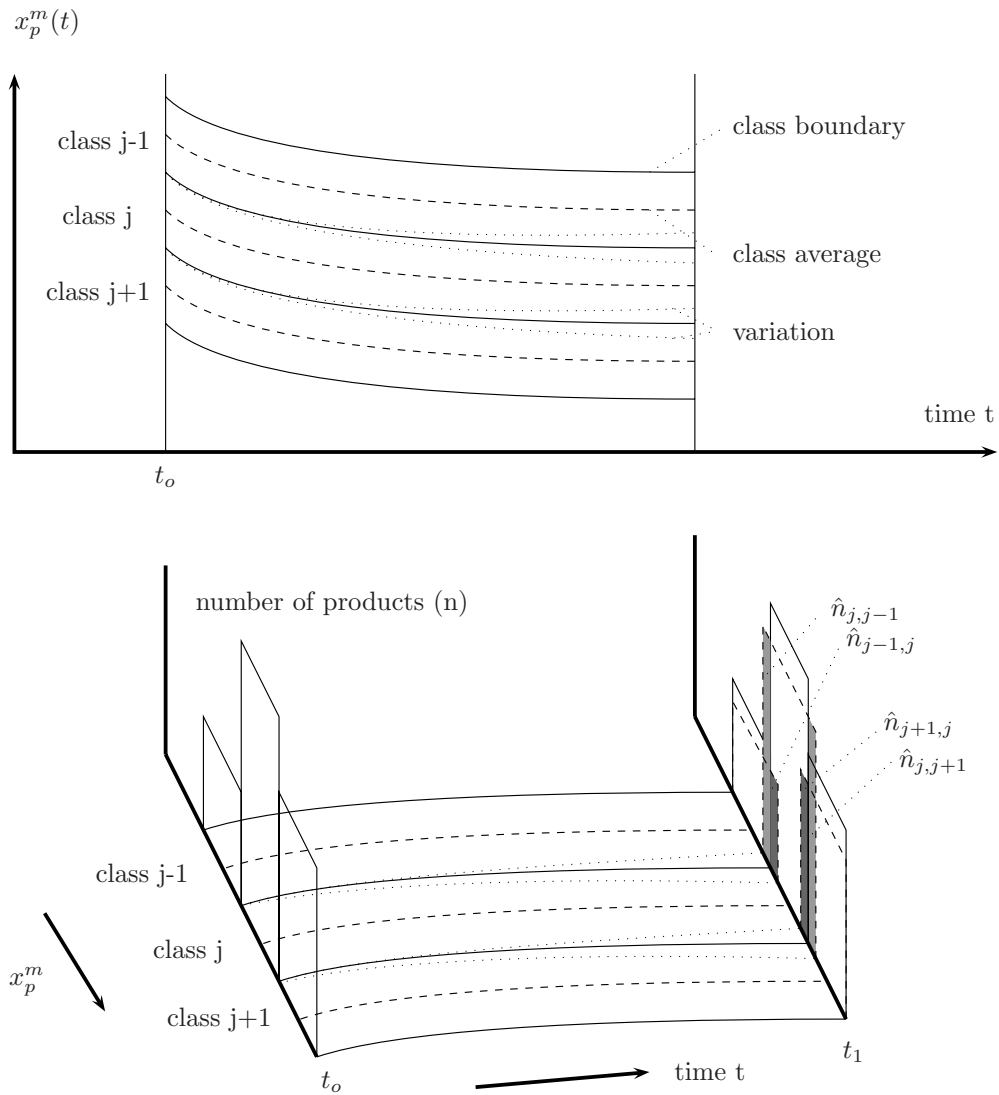 x_p^m(t)
class boundary
class j-1
class j
class average
class j+1
variation
time t
t_o
number of products (n)
n̂_{j,j−1}
n̂_{j−1,j}
n̂_{j+1,j}
n̂_{j,j+1}
class j-1
class j
x_p^m
class j+1
t_1
time t
t_o